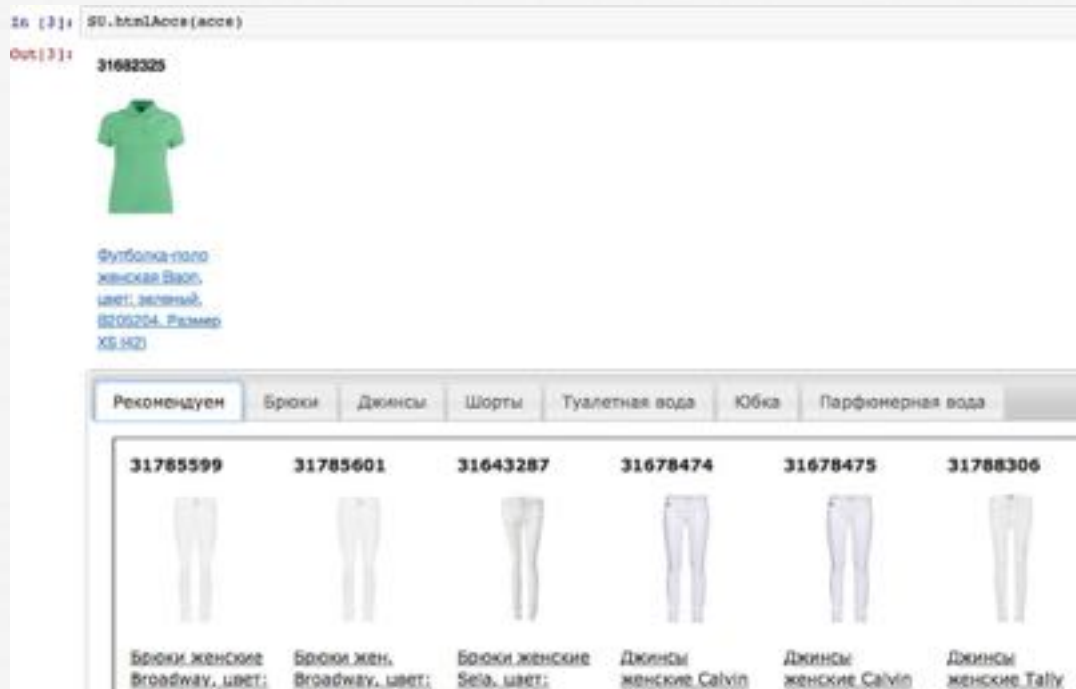 In [3]: SU.htmlAccs(accs)
Out[3]:
31682325
Футболка-поло
женская Baon,
цвет: зеленый.
B205204. Размер
XS (42)
Рекомендуем Брюки Джинсы Шорты Туалетная вода Юбка Парфюмерная вода
31785599 31785601 31643287 31678474 31678475 31788306
Брюки женские Брюки жен. Брюки женские Джинсы Джинсы Джинсы
Broadway, цвет: Broadway, цвет: Sela, цвет: женские Calvin женские Calvin женские Tally